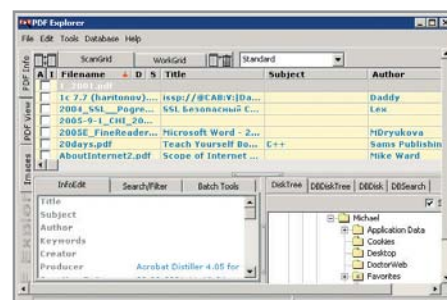 PDF Explorer
File Edit Tools Database Help
ScanGrid WorkGrid Standard
A I Filename D S Title Subject Author
1_2001.pdf
1c 7.7 (haritonov).... issp://@CAB:V:|Da... Daddy
2004_SSL__Pogre... SSL Безопасный С... Lex
2005-9-1_CHI_20...
2005E_FineReader... Microsoft Word - 2... MDryukova
20days.pdf Teach Yourself Bo... C++ Sams Publishin
AboutInternet2.pdf Scope of Internet ... Mike Ward
PDF Info
PDF View
Images
InfoEdit Search/Filter Batch Tools
DiskTree DBDiskTree DBDisk DBSearch
Title
Subject
Author
Keywords
Creator
Producer Acrobat Distiller 4.05 for
Michael
Application Data
Cookies
Desktop
DoctorWeb
Favorites